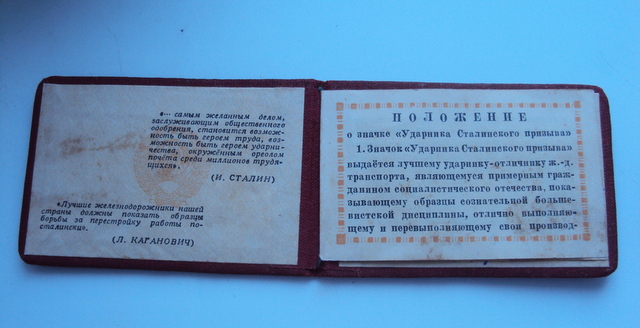 «... самым желанным делом,
заслуживающим общественного
одобрения, становится возмож-
ность быть героем труда, воз-
можность быть героем ударни-
чества, окружённым ореолом
почёта среди миллионов трудя-
щихся».
(И. СТАЛИН)
«Лучшие железнодорожники нашей
страны должны показать образцы
борьбы за перестройку работы по-
сталински».
(Л. КАГАНОВИЧ)
ПОЛОЖЕНИЕ
о значке «Ударника Сталинского призыва»
1. Значок «Ударника Сталинского призыва»
выдаётся лучшему ударнику-отличнику ж.-д.
транспорта, являющемуся примерным граж-
данином социалистического отечества, пока-
зывающему образцы сознательной больше-
вистской дисциплины, отлично выполняю-
щему и перевыполняющему свои производ-